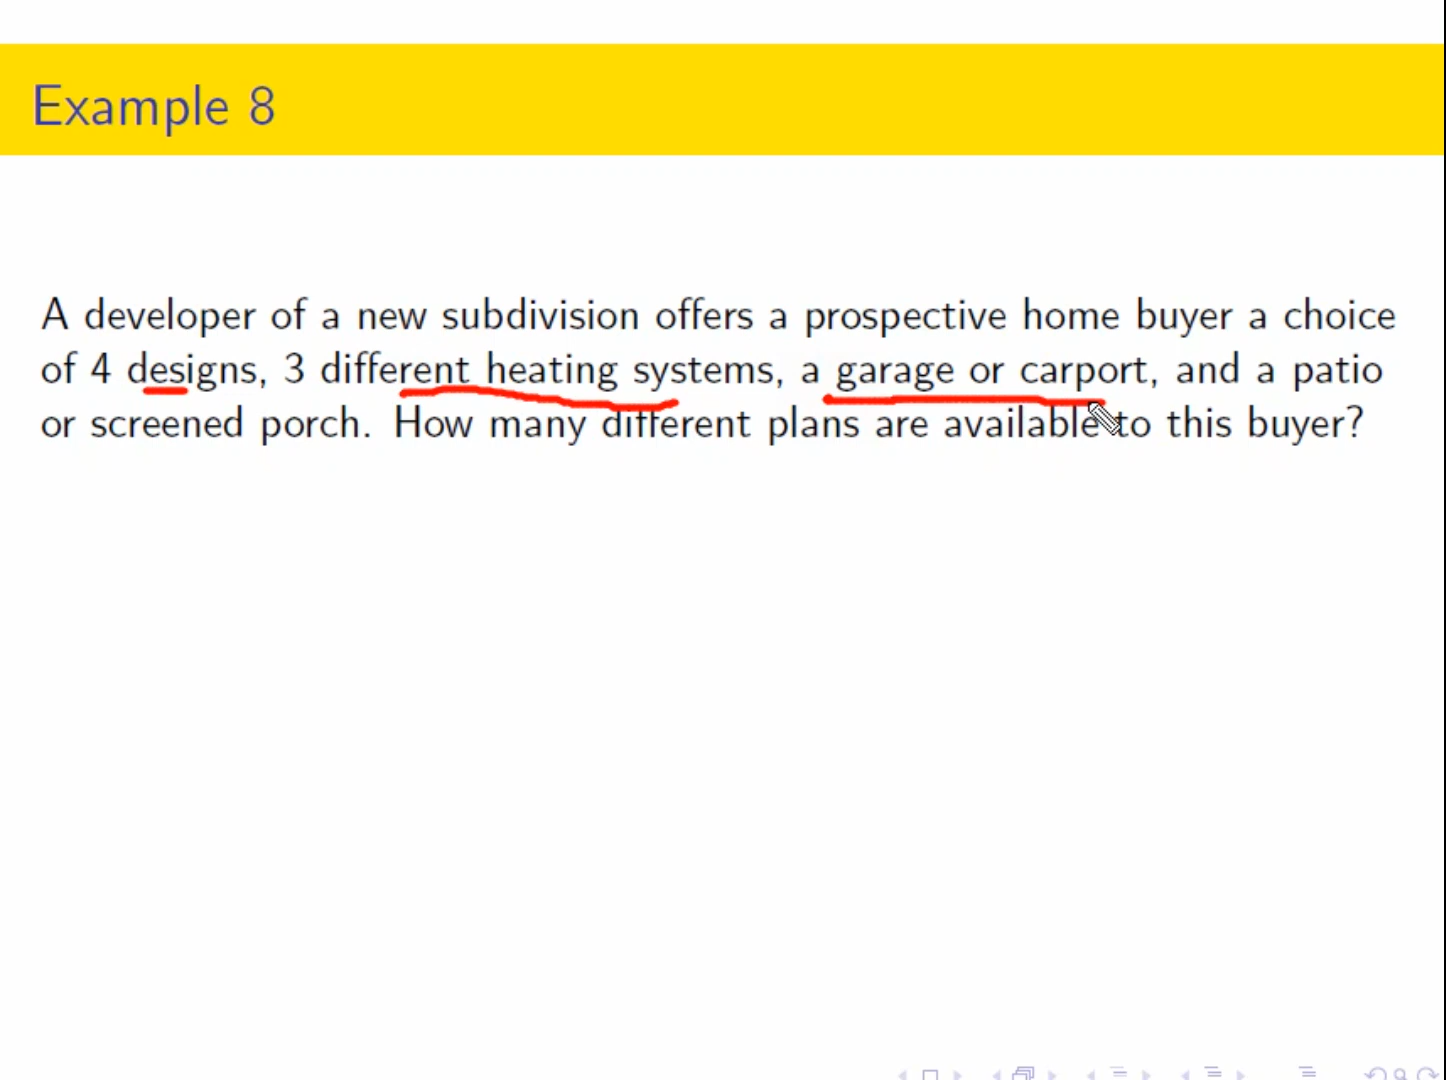 Example 8
A developer of a new subdivision offers a prospective home buyer a choice
of 4 designs, 3 different heating systems, a garage or carport, and a patio
or screened porch. How many different plans are available to this buyer?